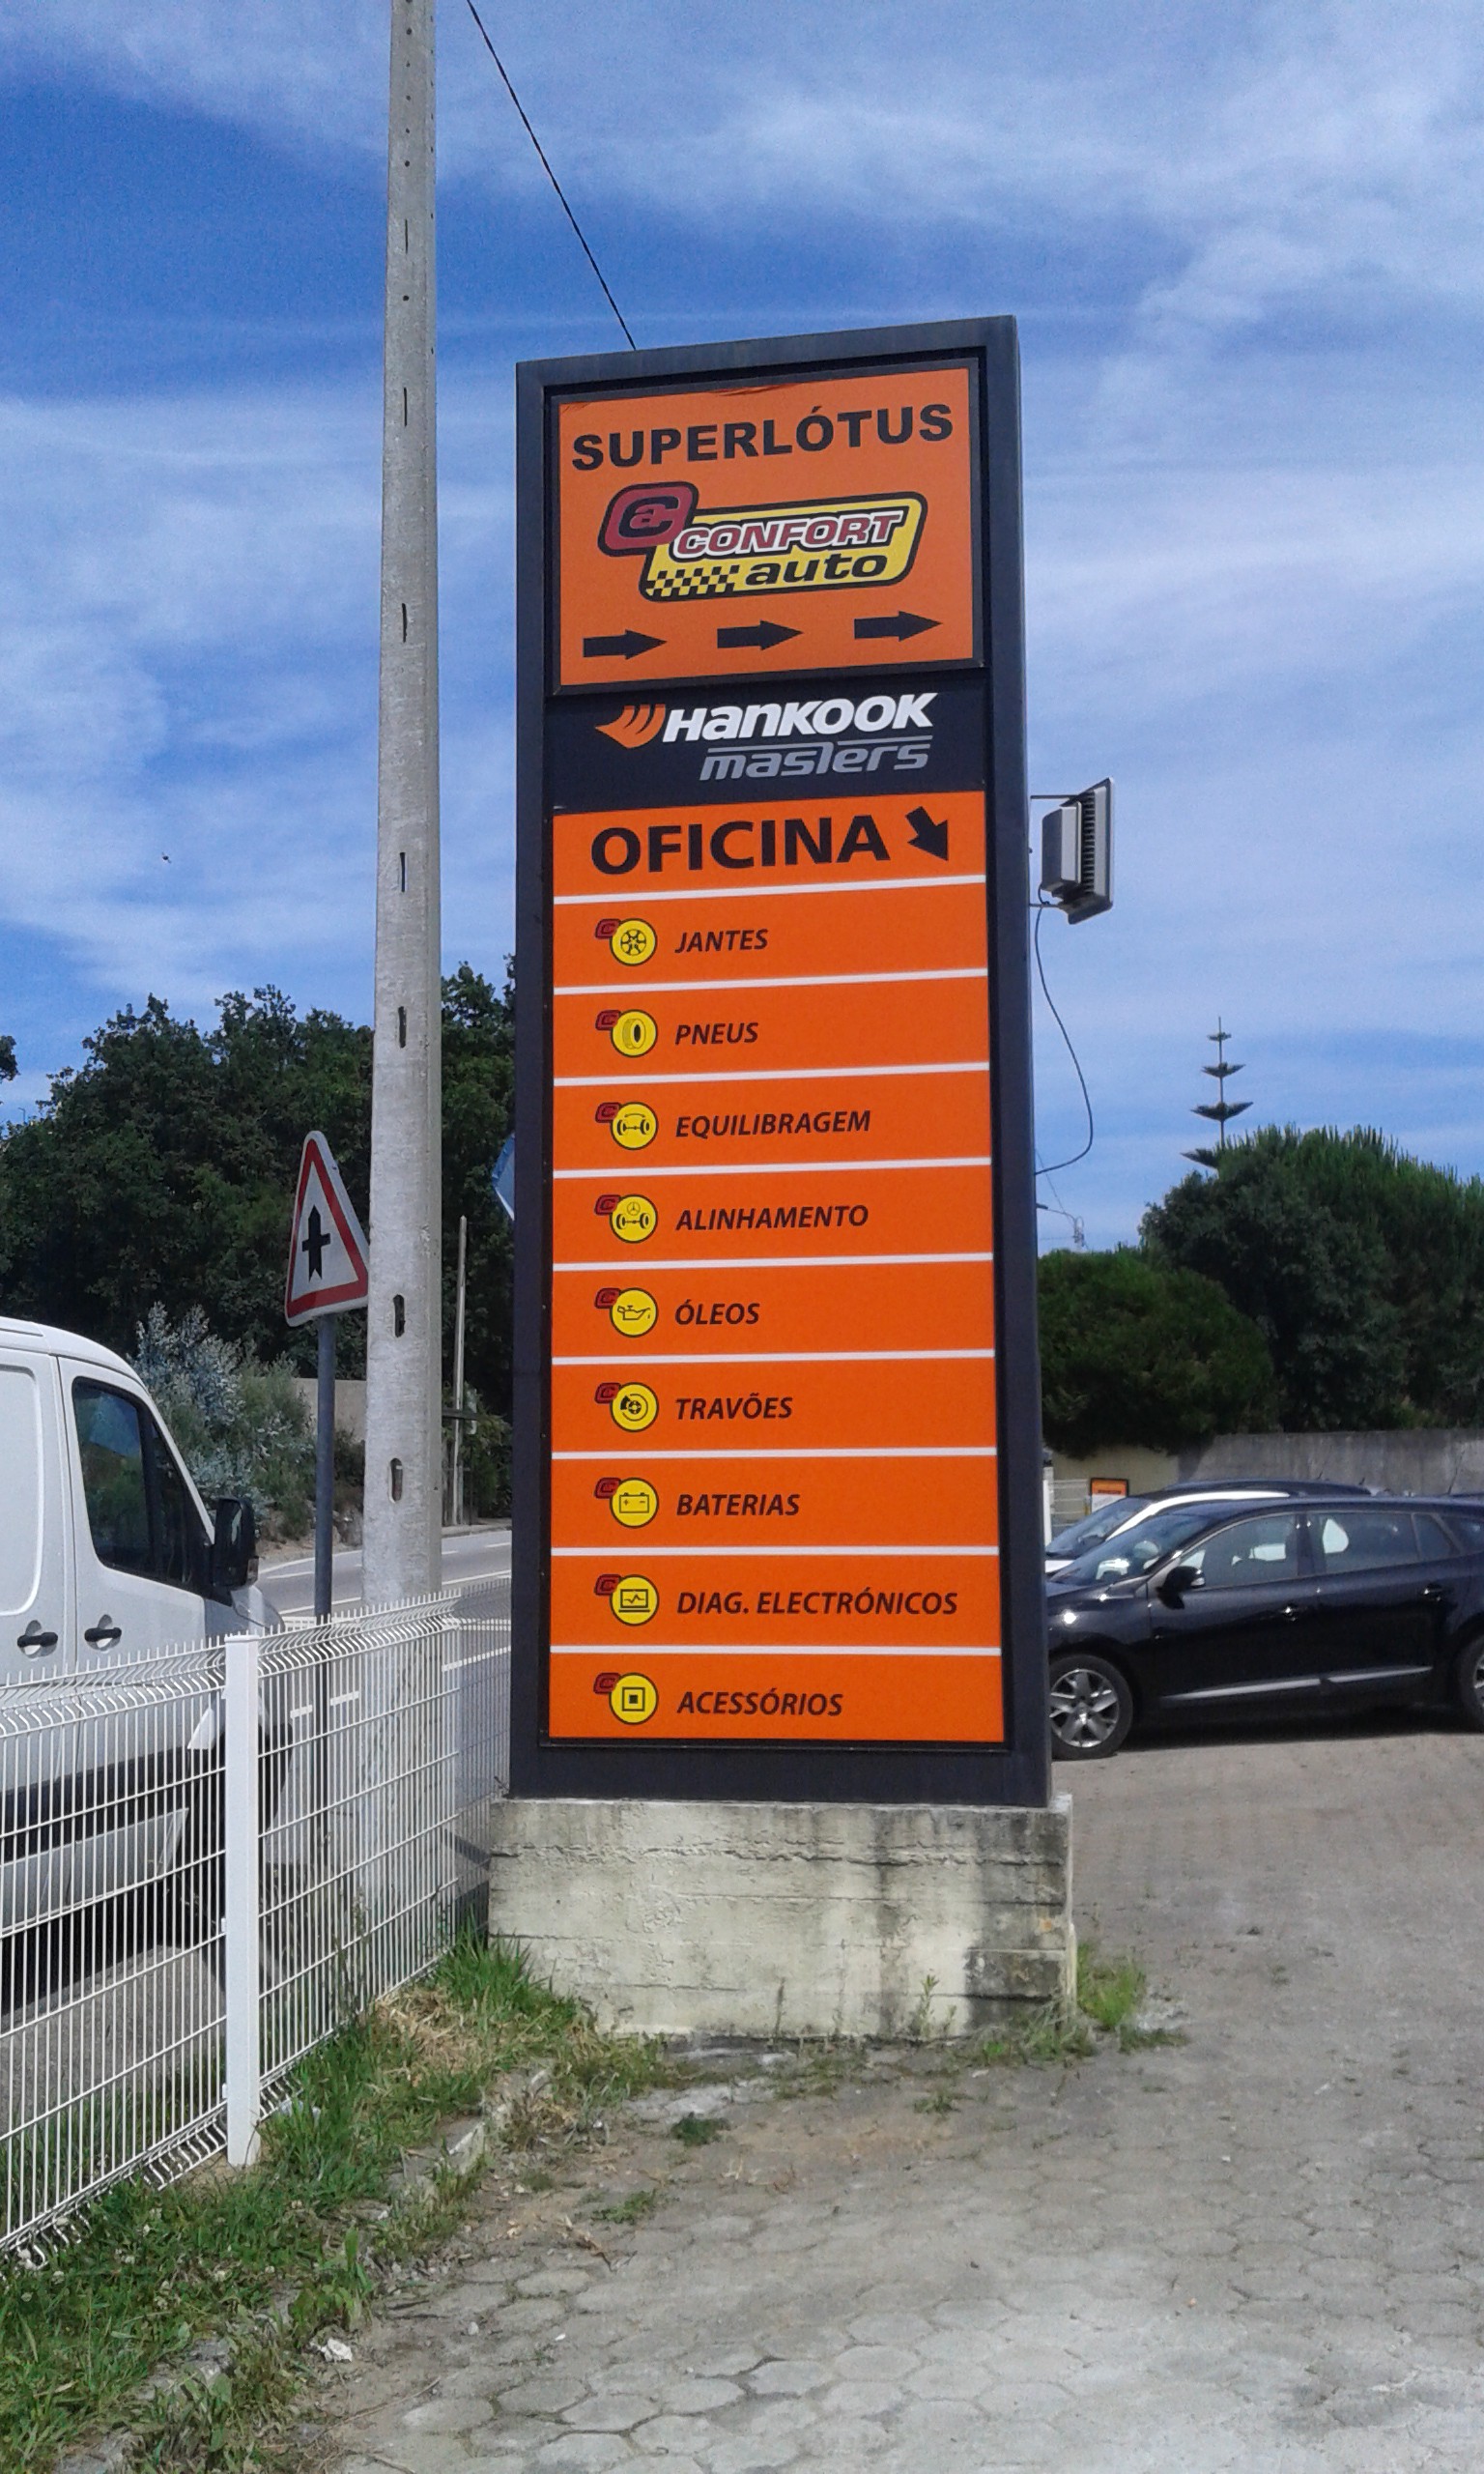 SUPERLÓTUS
CONFORT
auto
HANKOOK
masters
OFICINA
JANTES
PNEUS
EQUILIBRAGEM
ALINHAMENTO
ÓLEOS
TRAVÕES
BATERIAS
DIAG. ELECTRÓNICOS
ACESSÓRIOS